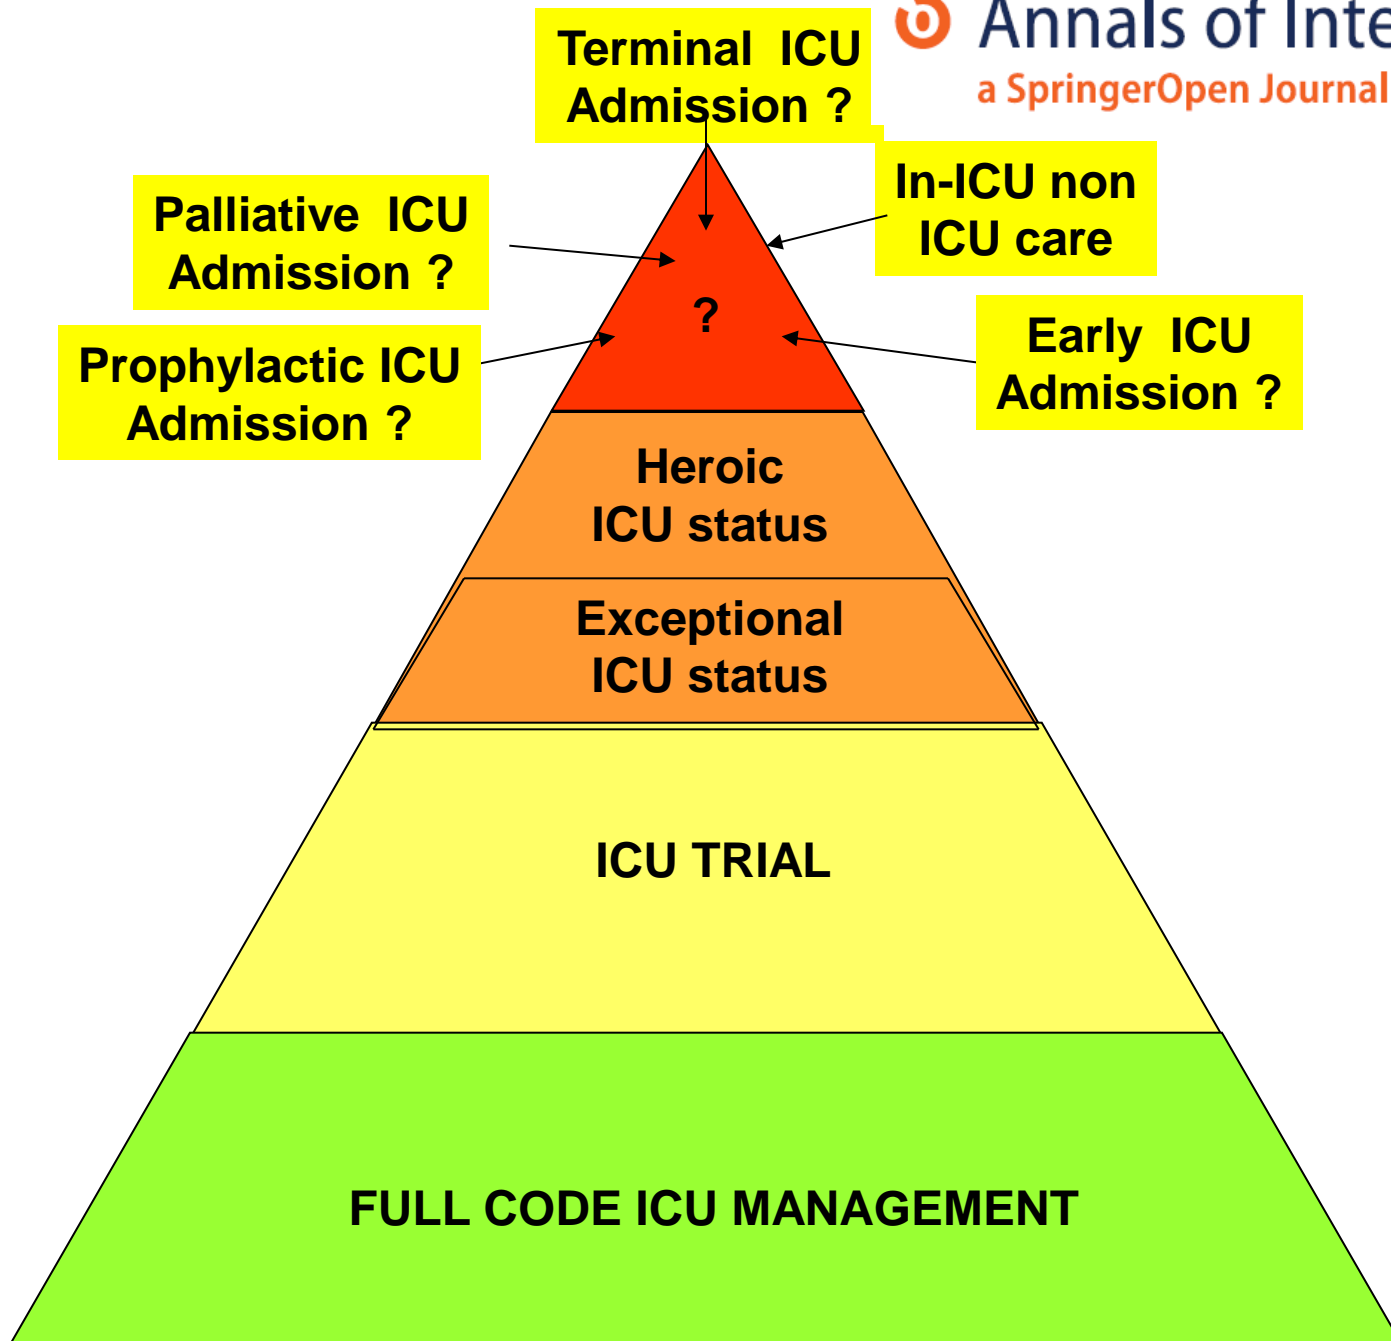 Annals of Inte
a SpringerOpen Journal
Terminal ICU
Admission ?
In-ICU non
ICU care
Palliative ICU
Admission ?
Prophylactic ICU
Admission ?
?
Early ICU
Admission ?
Heroic
ICU status
Exceptional
ICU status
ICU TRIAL
FULL CODE ICU MANAGEMENT